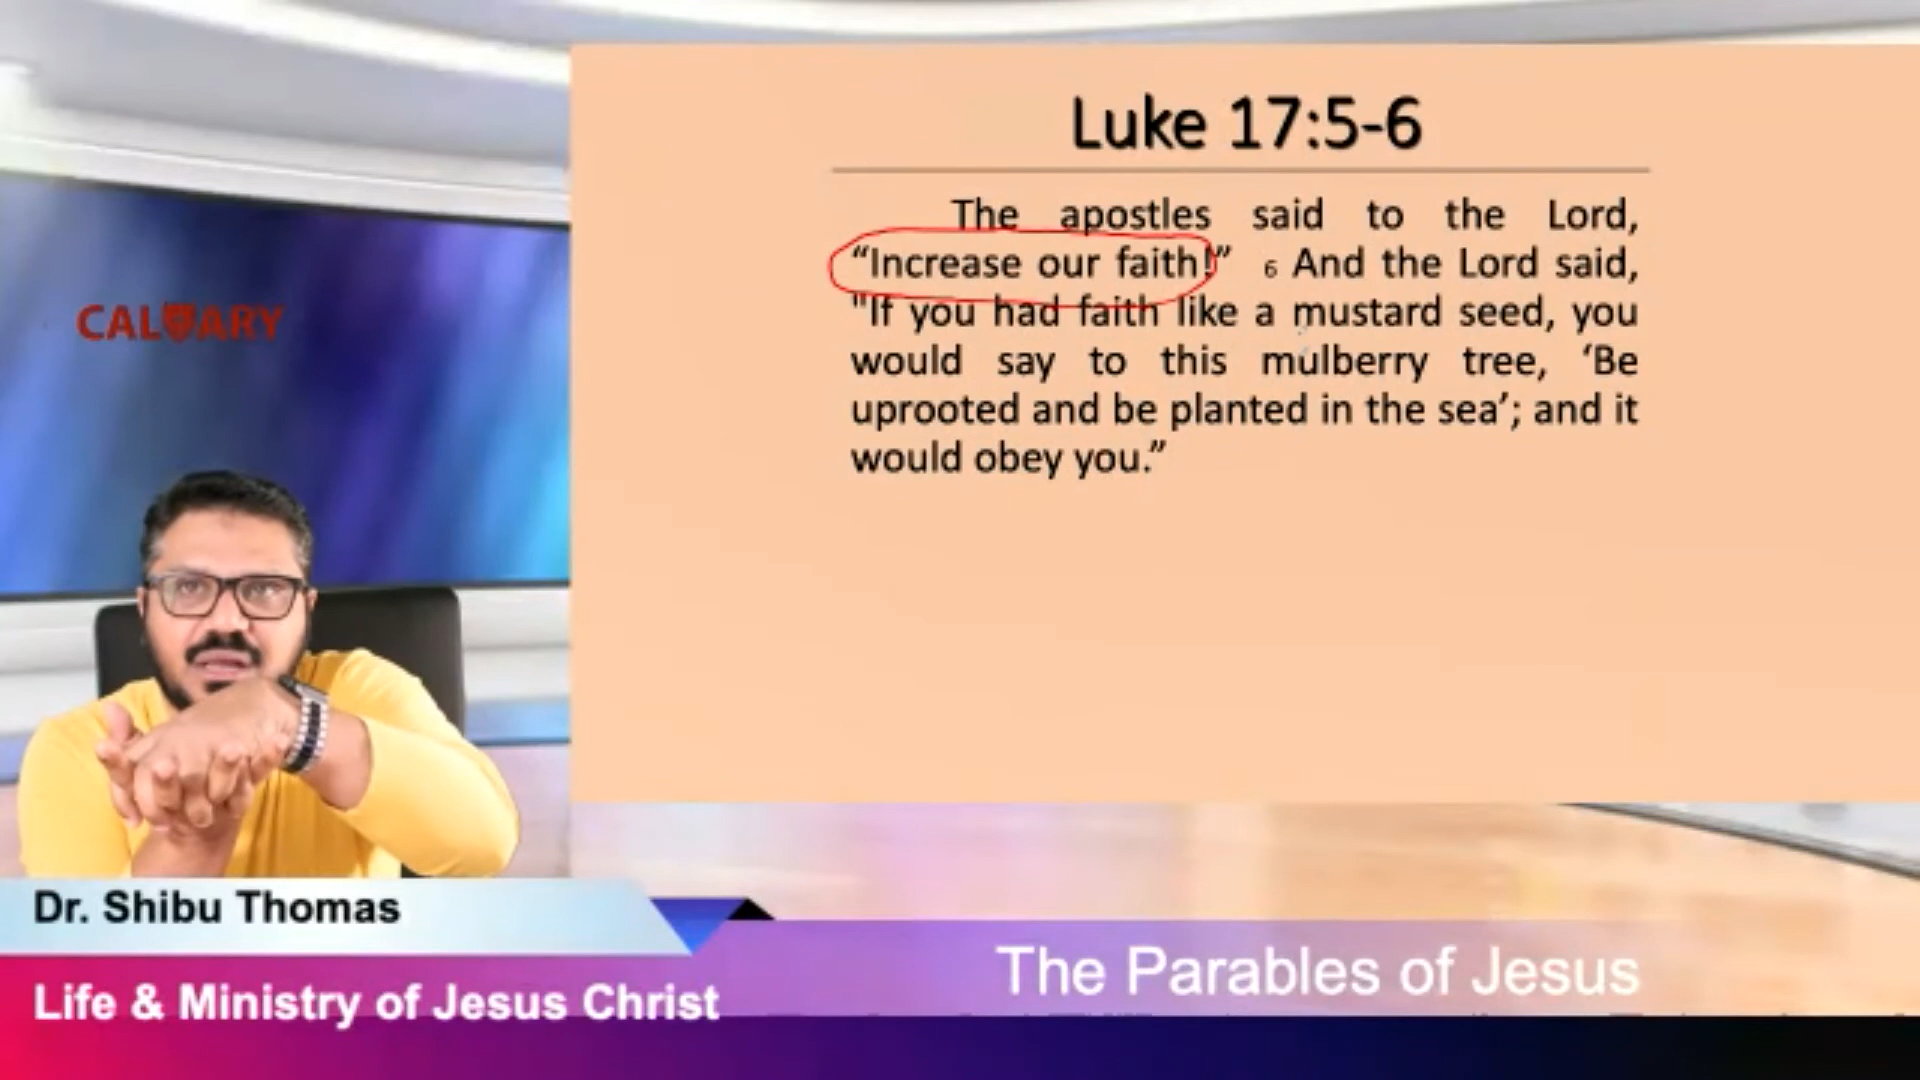 Luke 17:5-6
The apostles said to the Lord,
“Increase our faith!” 6 And the Lord said,
"If you had faith like a mustard seed, you
would say to this mulberry tree, ‘Be
uprooted and be planted in the sea’; and it
would obey you.”
CALVARY
Dr. Shibu Thomas
Life & Ministry of Jesus Christ
The Parables of Jesus